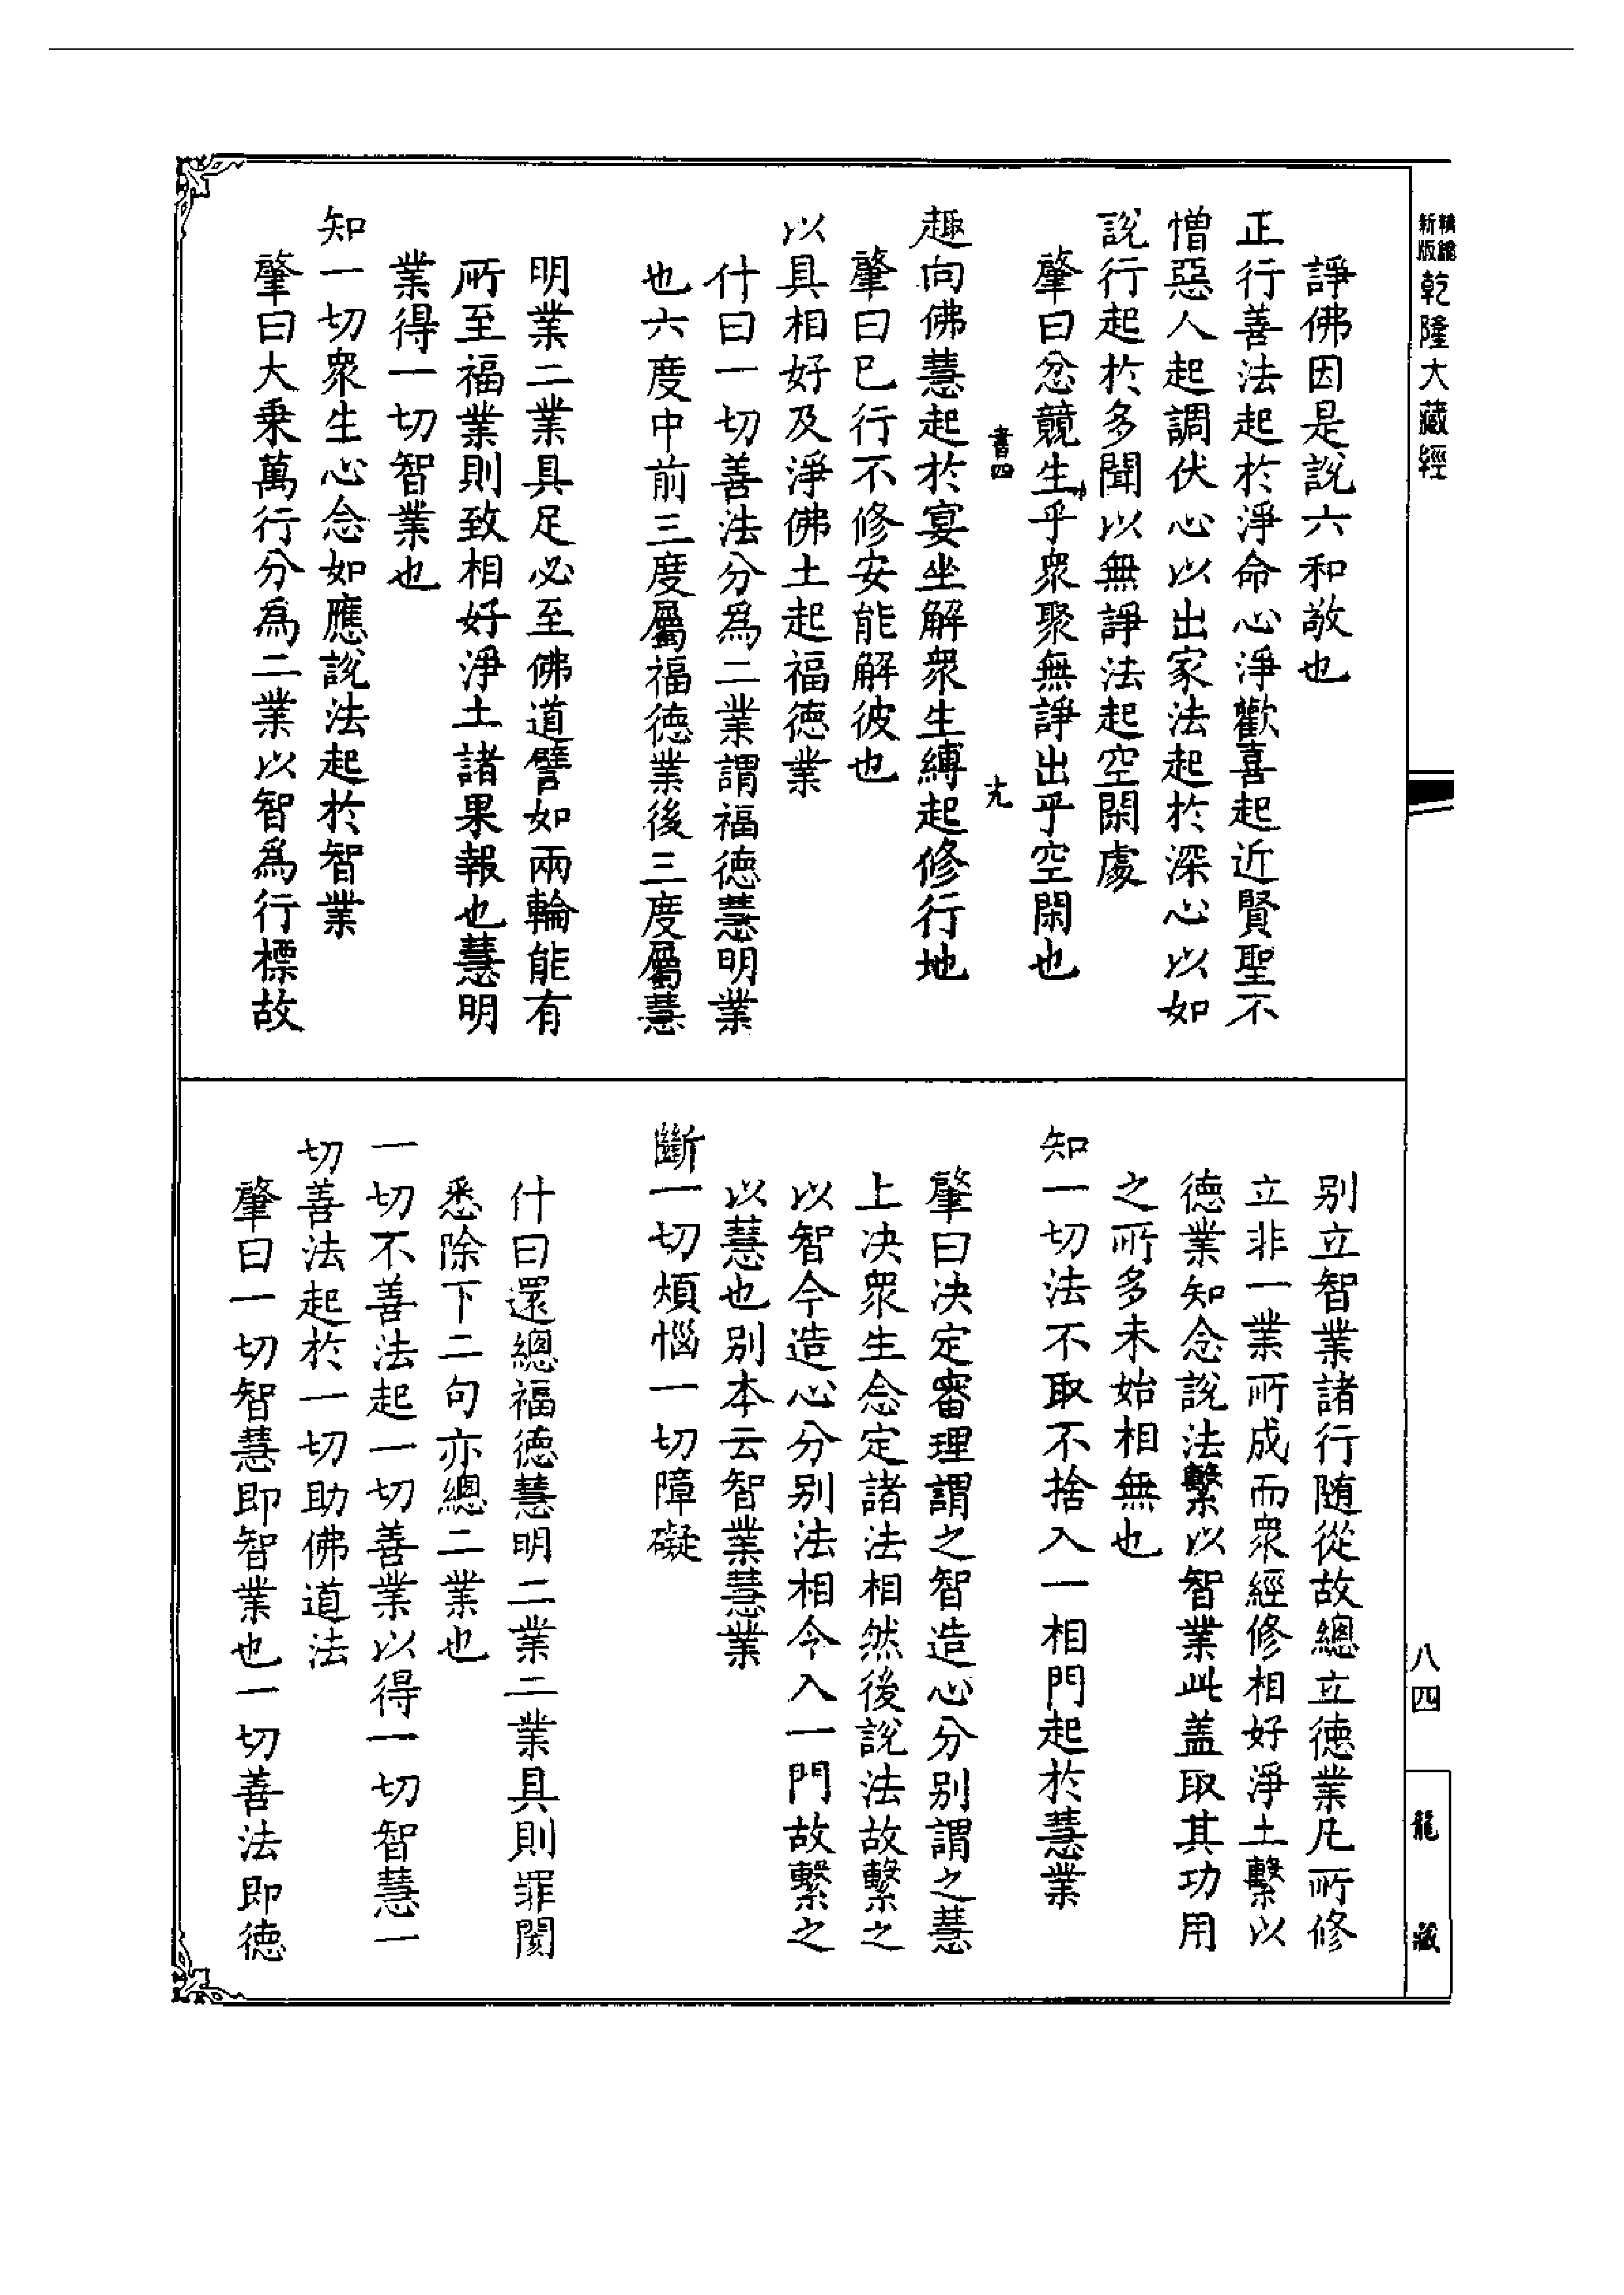 精縮新版乾隆大藏經
諍佛因是說六和敬也
正行善法起於淨命心淨歡喜起近賢聖不
憎惡人起調伏心以出家法起於深心以如
說行起於多聞以無諍法起空閑處
肇曰忿競生乎衆聚無諍出乎空閑也
書四
趣向佛慧起於宴坐解衆生縛起修行地
肇曰已行不修安能解彼也
以具相好及淨佛土起福德業
什曰一切善法分爲二業謂福德慧明業
也六度中前三度屬福德業後三度屬慧
明業二業具足必至佛道譬如兩輪能有
所至福業則致相好淨土諸果報也慧明
業得一切智業也
知一切衆生心念如應說法起於智業
肇曰大乘萬行分爲二業以智爲行標故
別立智業諸行隨從故總立德業凡所修
立非一業所成而衆經修相好淨土繫以
德業知念說法繫以智業此蓋取其功用
之所多未始相無也
知一切法不取不捨入一相門起於慧業
肇曰決定審理謂之智造心分別謂之慧
上決衆生念定諸法相然後說法故繫之
以智今造心分別法相令入一門故繫之
以慧也別本云智業慧業
斷一切煩惱一切障礙
什曰還總福德慧明二業二業具則罪閡
悉除下二句亦總二業也
一切不善法起一切善業以得一切智慧一
切善法起於一切助佛道法
肇曰一切智慧即智業也一切善法即德
八四
龍藏